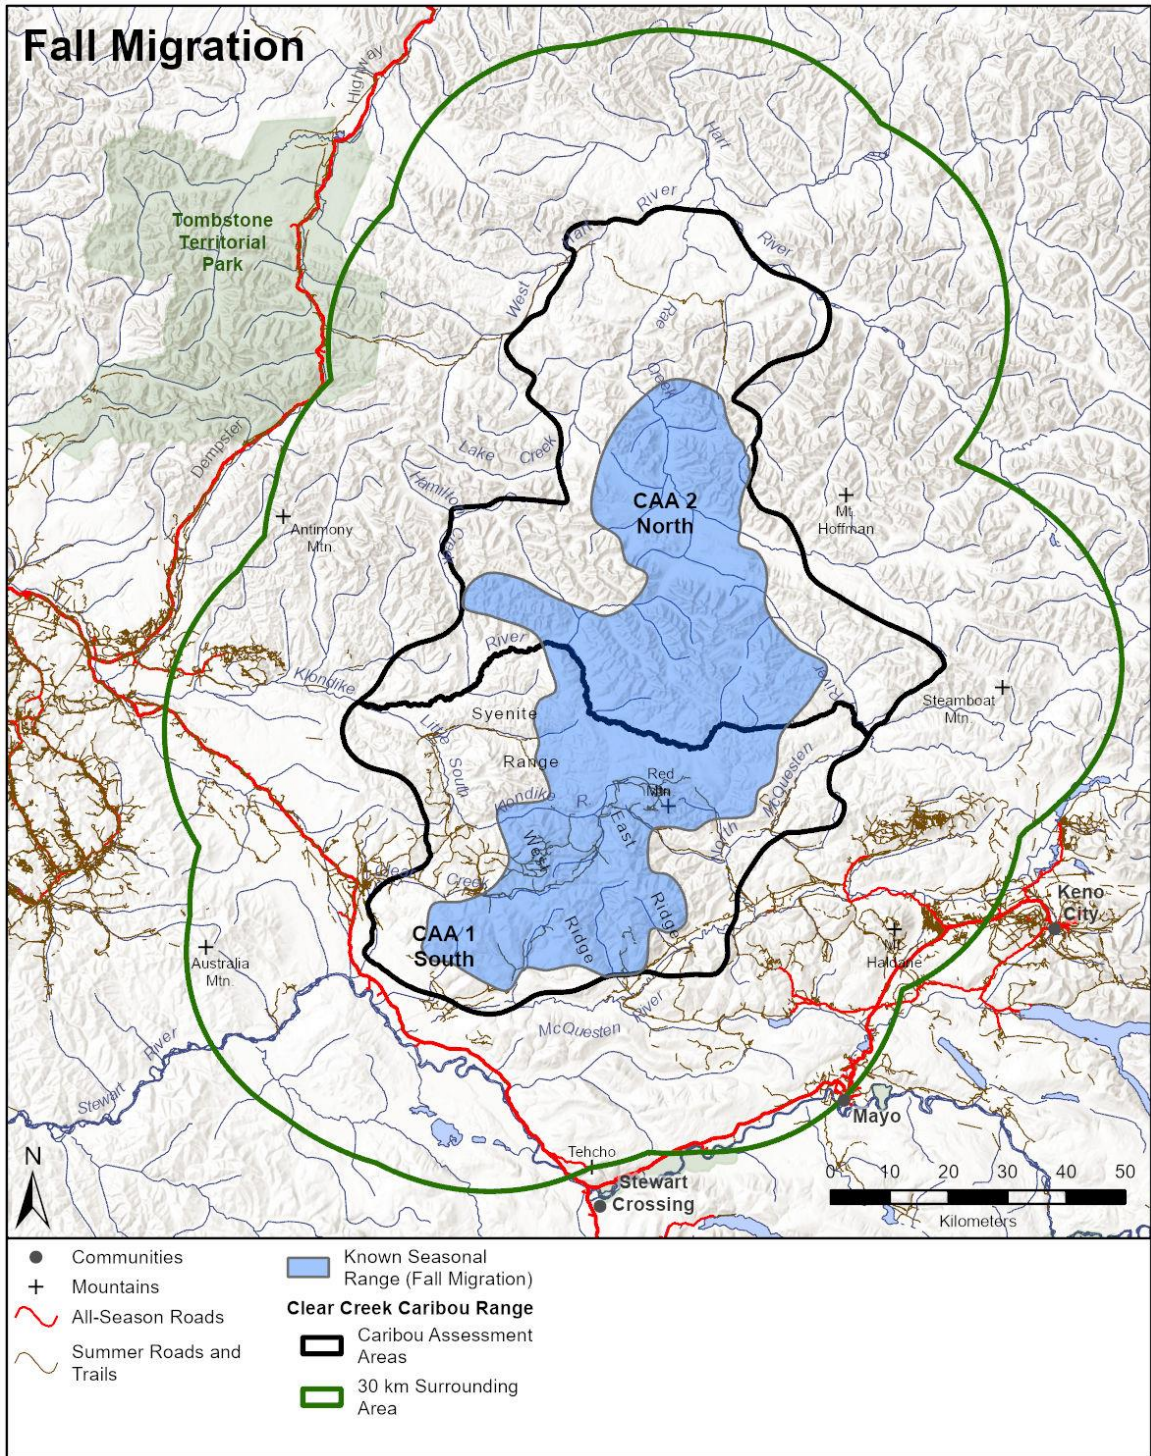 Fall Migration
Highway
Hart
River
Hart
River
Tombstone
Territorial
Park
West
Rae
Creek
Dempster
Lake Creek
Hamilton
Creek
CAA 2
North
Mt.
Hoffman
Antimony
Mtn.
River
Klondike
River
Steamboat
Mtn.
Little
South
Syenite
Range
Red
Mtn.
McQuesten
Klondike R.
North
East
West
Clear
Creek
Keno
City
Ridge
Ridge
CAA 1
South
Mt.
Haldane
Australia
Mtn.
McQuesten
River
Stewart
River
Mayo
Tehcho
Stewart
Crossing
N
0 10 20 30 40 50
Kilometers
Communities
Mountains
All-Season Roads
Summer Roads and
Trails
Known Seasonal
Range (Fall Migration)
Clear Creek Caribou Range
Caribou Assessment
Areas
30 km Surrounding
Area